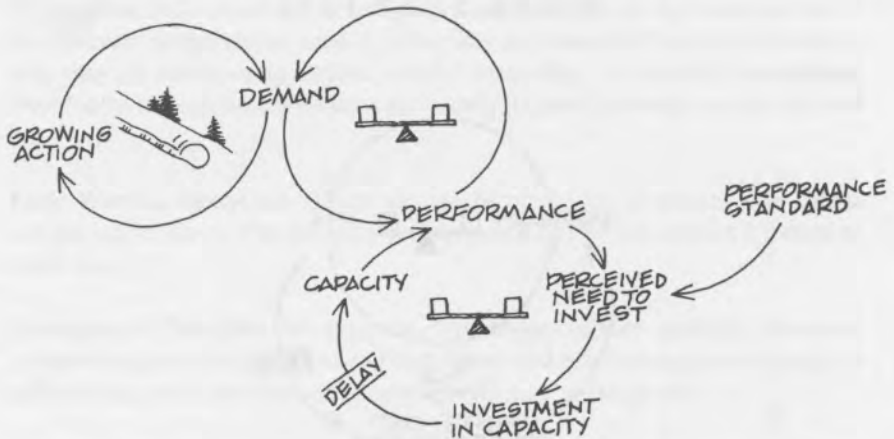 DEMAND
GROWING
ACTION
PERFORMANCE
PERFORMANCE
STANDARD
CAPACITY
PERCEIVED
NEED TO
INVEST
DELAY
INVESTMENT
IN CAPACITY